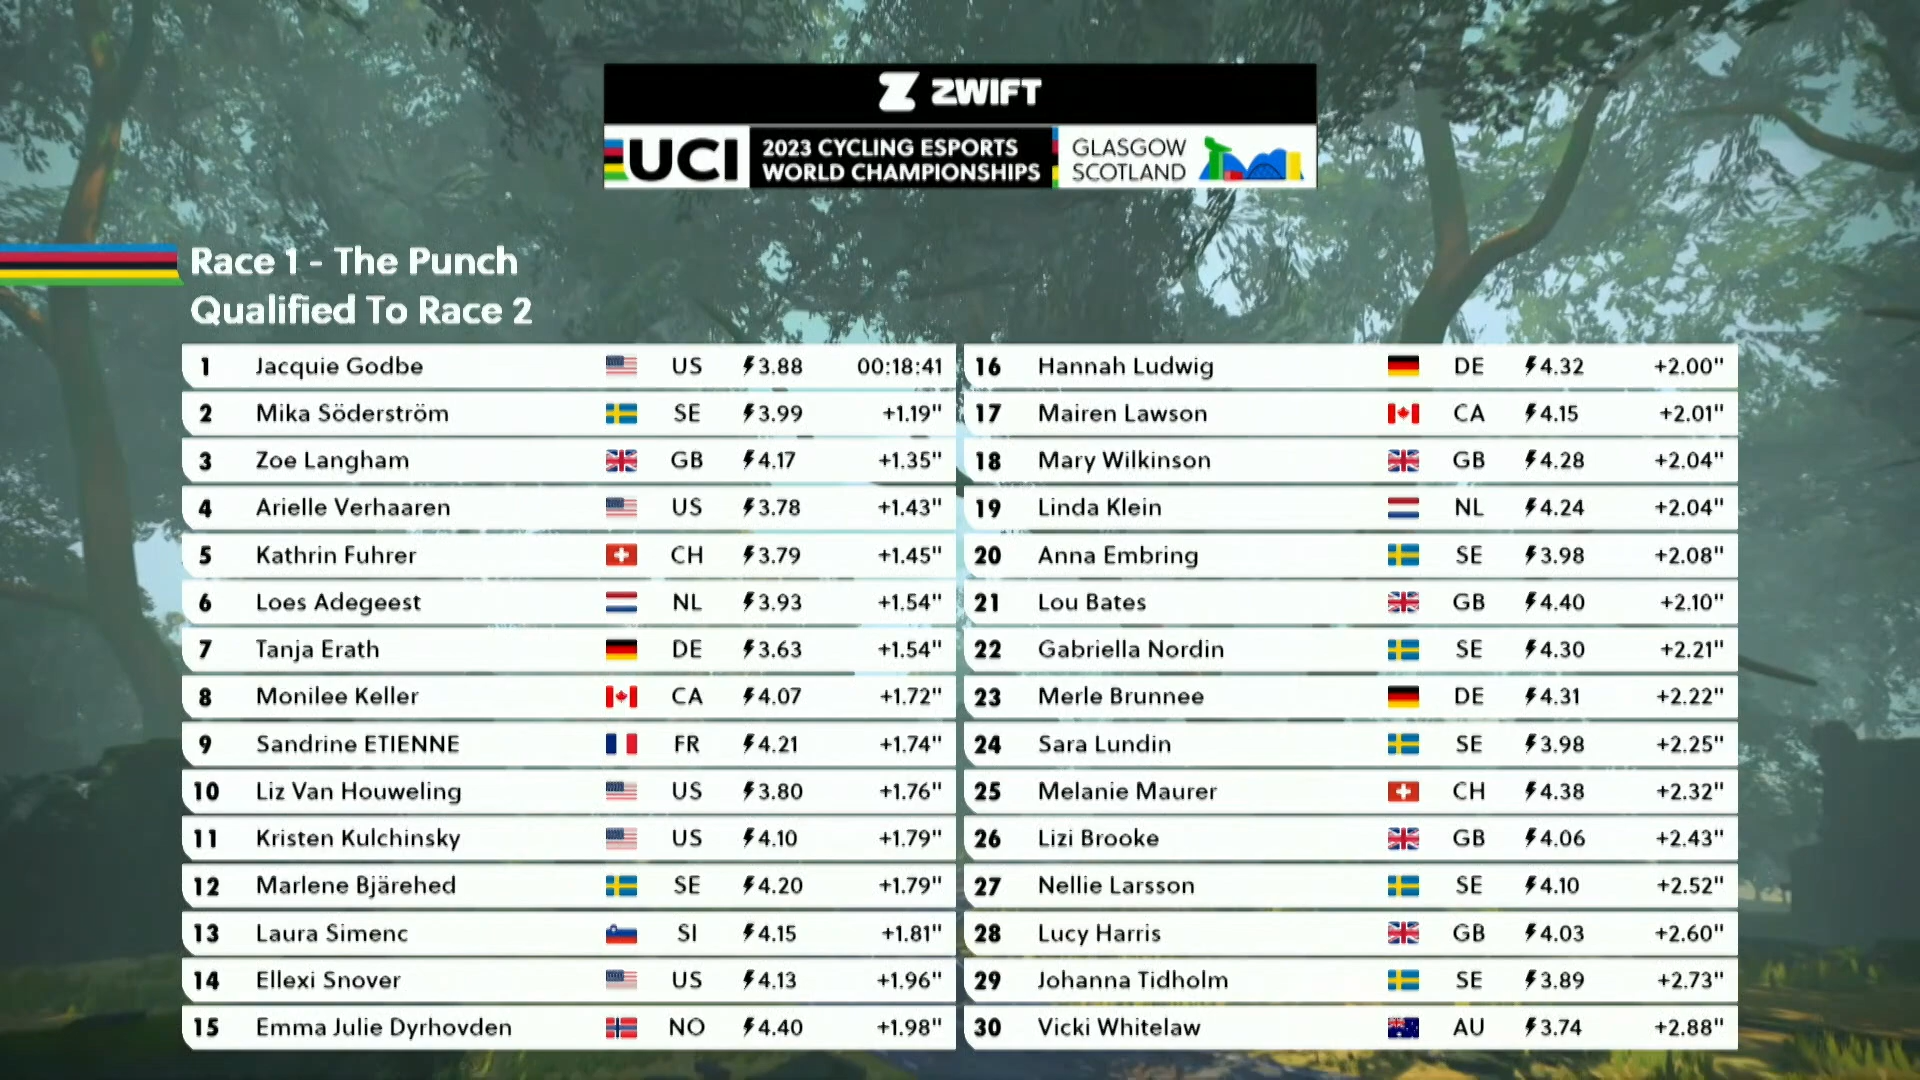 ZWIFT
UCI 2023 CYCLING ESPORTS WORLD CHAMPIONSHIPS GLASGOW SCOTLAND
Race 1 - The Punch
Qualified To Race 2
1 Jacquie Godbe US 3.88 00:18:41
2 Mika Söderström SE 3.99 +1.19"
3 Zoe Langham GB 4.17 +1.35"
4 Arielle Verhaaren US 3.78 +1.43"
5 Kathrin Fuhrer CH 3.79 +1.45"
6 Loes Adegeest NL 3.93 +1.54"
7 Tanja Erath DE 3.63 +1.54"
8 Monilee Keller CA 4.07 +1.72"
9 Sandrine ETIENNE FR 4.21 +1.74"
10 Liz Van Houweling US 3.80 +1.76"
11 Kristen Kulchinsky US 4.10 +1.79"
12 Marlene Bjärehed SE 4.20 +1.79"
13 Laura Simenc SI 4.15 +1.81"
14 Ellexi Snover US 4.13 +1.96"
15 Emma Julie Dyrhovden NO 4.40 +1.98"
16 Hannah Ludwig DE 4.32 +2.00"
17 Mairen Lawson CA 4.15 +2.01"
18 Mary Wilkinson GB 4.28 +2.04"
19 Linda Klein NL 4.24 +2.04"
20 Anna Embring SE 3.98 +2.08"
21 Lou Bates GB 4.40 +2.10"
22 Gabriella Nordin SE 4.30 +2.21"
23 Merle Brunnee DE 4.31 +2.22"
24 Sara Lundin SE 3.98 +2.25"
25 Melanie Maurer CH 4.38 +2.32"
26 Lizi Brooke GB 4.06 +2.43"
27 Nellie Larsson SE 4.10 +2.52"
28 Lucy Harris GB 4.03 +2.60"
29 Johanna Tidholm SE 3.89 +2.73"
30 Vicki Whitelaw AU 3.74 +2.88"